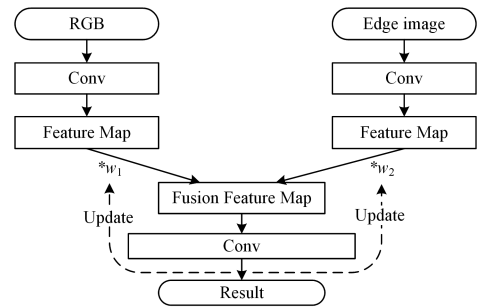 RGB
Edge image
Conv
Conv
Feature Map
Feature Map
*w1
*w2
Fusion Feature Map
Update
Update
Conv
Result